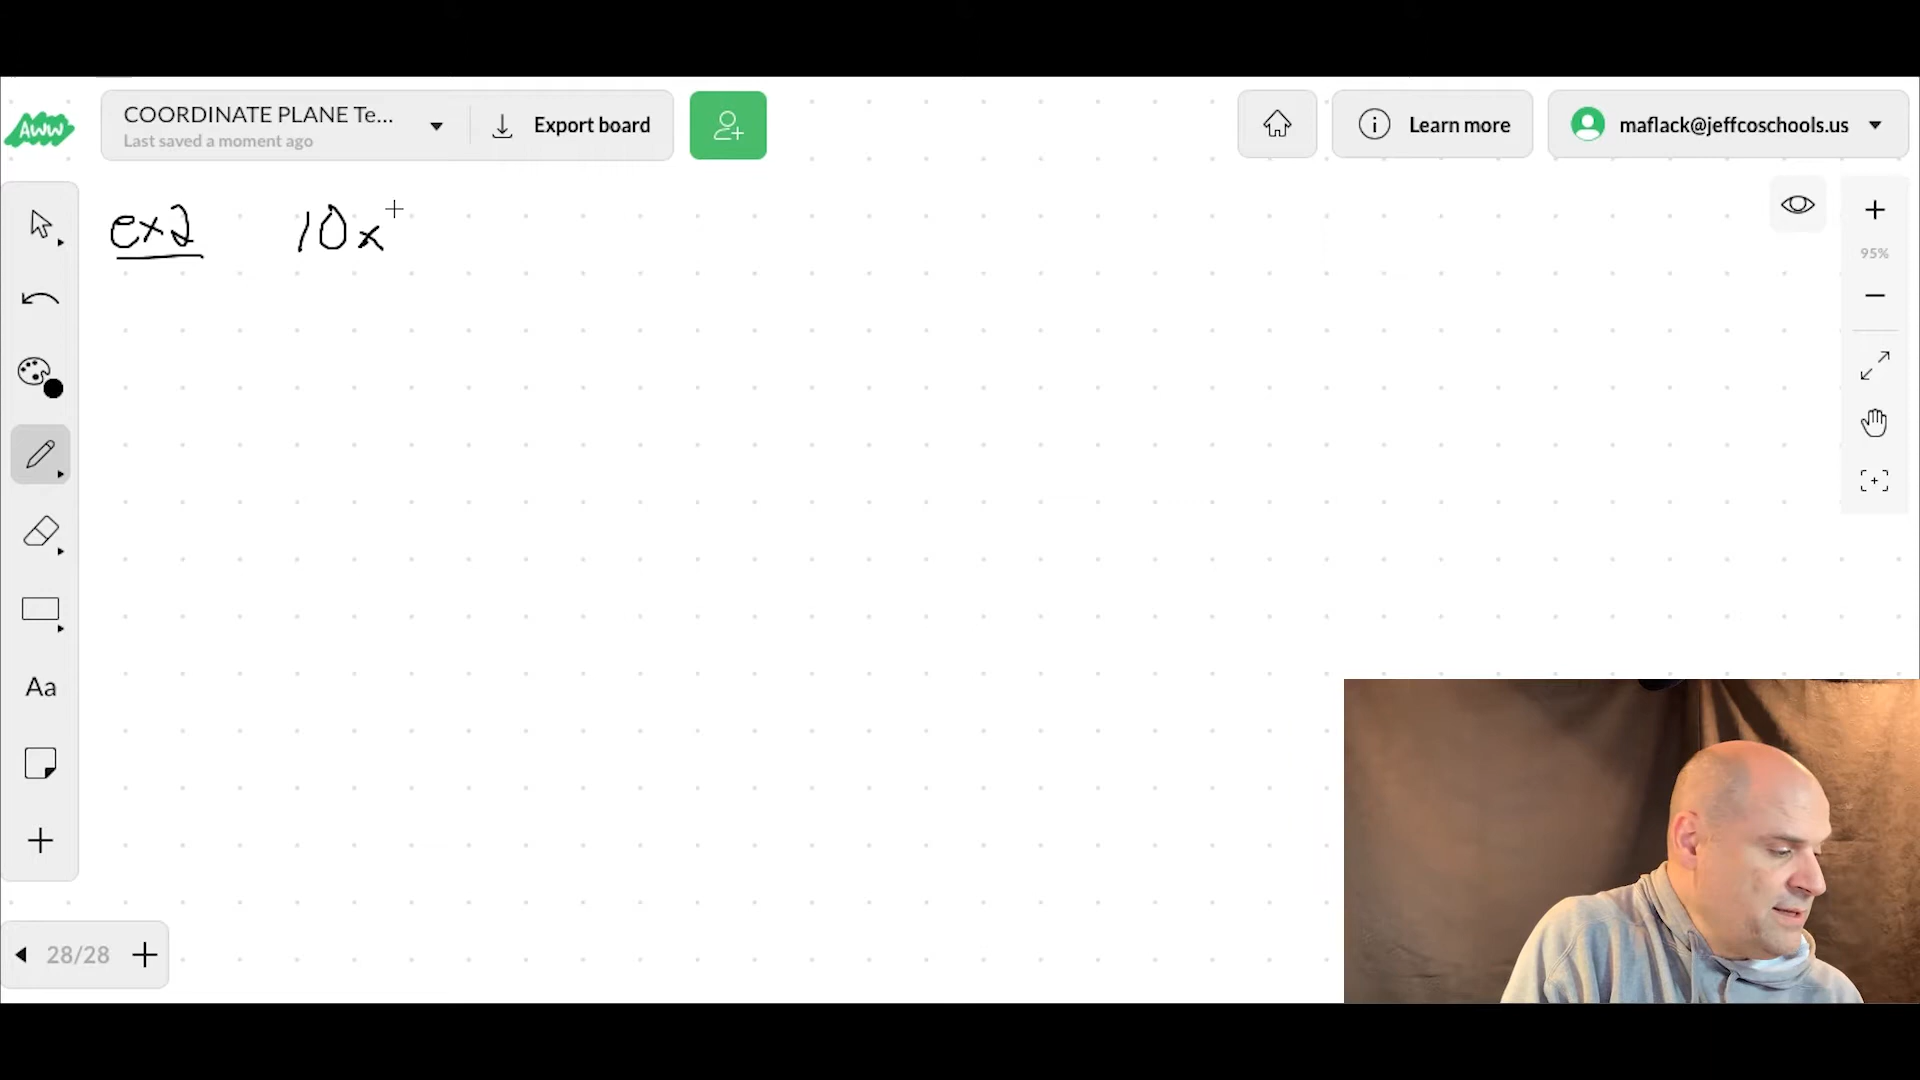 AWW
COORDINATE PLANE Te...
Last saved a moment ago
Export board
Learn more
maflack@jeffcoschools.us
ex2 10x
95%
Aa
28/28